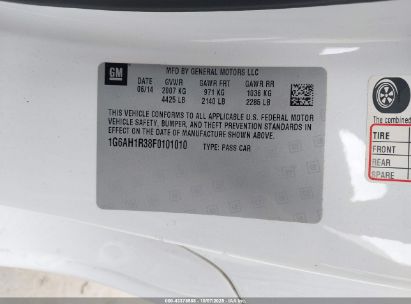 GM
MFD BY GENERAL MOTORS LLC
DATE GVWR GAWR FRT GAWR RR
06/14 2007 KG 971 KG 1036 KG
4425 LB 2140 LB 2285 LB
THIS VEHICLE CONFORMS TO ALL APPLICABLE U.S. FEDERAL MOTOR
VEHICLE SAFETY, BUMPER, AND THEFT PREVENTION STANDARDS IN
EFFECT ON THE DATE OF MANUFACTURE SHOWN ABOVE.
1G6AH1R38F0101010 TYPE: PASS CAR
The combined
TIRE
FRONT
REAR
SPARE